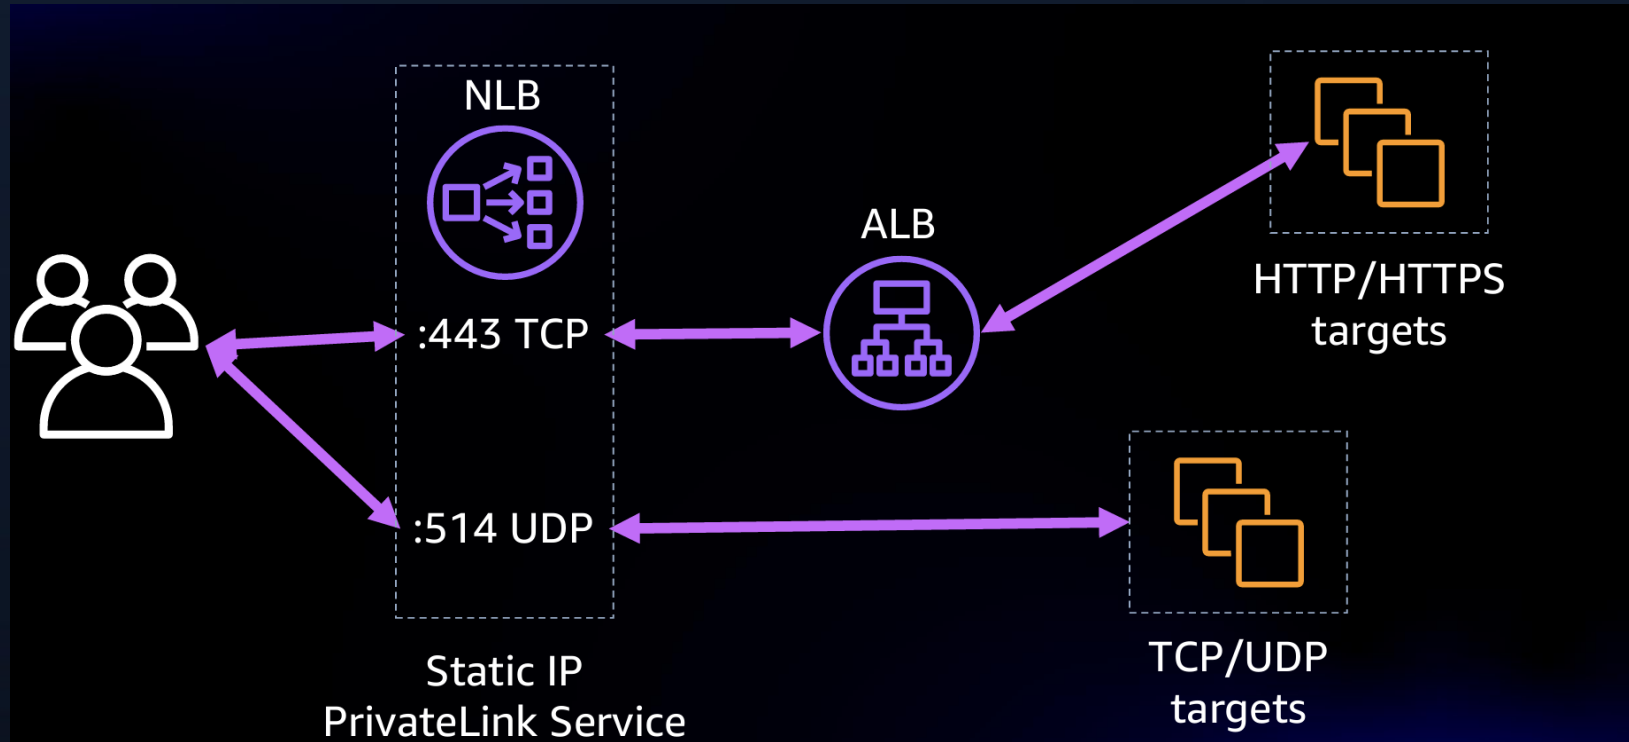 NLB
:443 TCP
:514 UDP
Static IP
PrivateLink Service
ALB
HTTP/HTTPS
targets
TCP/UDP
targets